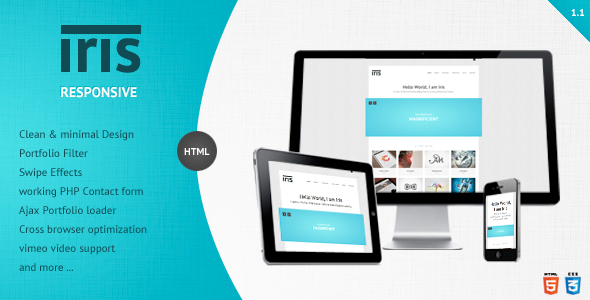 1.1
iris
RESPONSIVE
Clean & minimal Design
Portfolio Filter
Swipe Effects
working PHP Contact form
Ajax Portfolio loader
Cross browser optimization
vimeo video support
and more ...
HTML
iris
Hello World, I am Iris
MAGNIFICENT
iris
Hello World, I am Iris
Hello World,
I am Iris
HTML
5
CSS
3